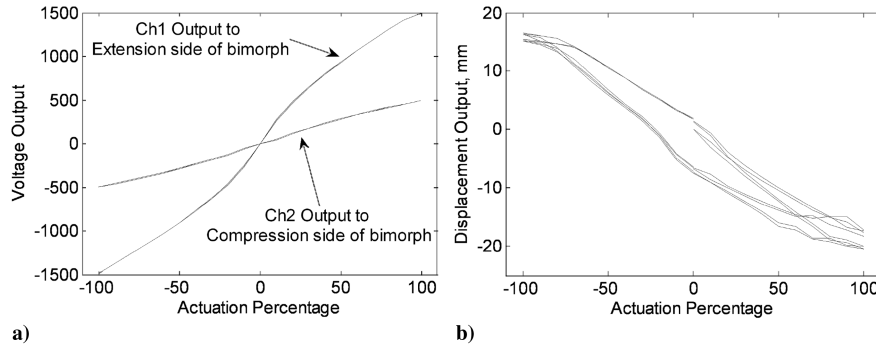 1500
1000
500
0
-500
-1000
1500
-100
-50
0
50
100
Voltage Output
Actuation Percentage
Ch1 Output to
Extension side of bimorph
Ch2 Output to
Compression side of bimorph
a)
20
10
0
-10
-20
-100
-50
0
50
100
Displacement Output, mm
Actuation Percentage
b)